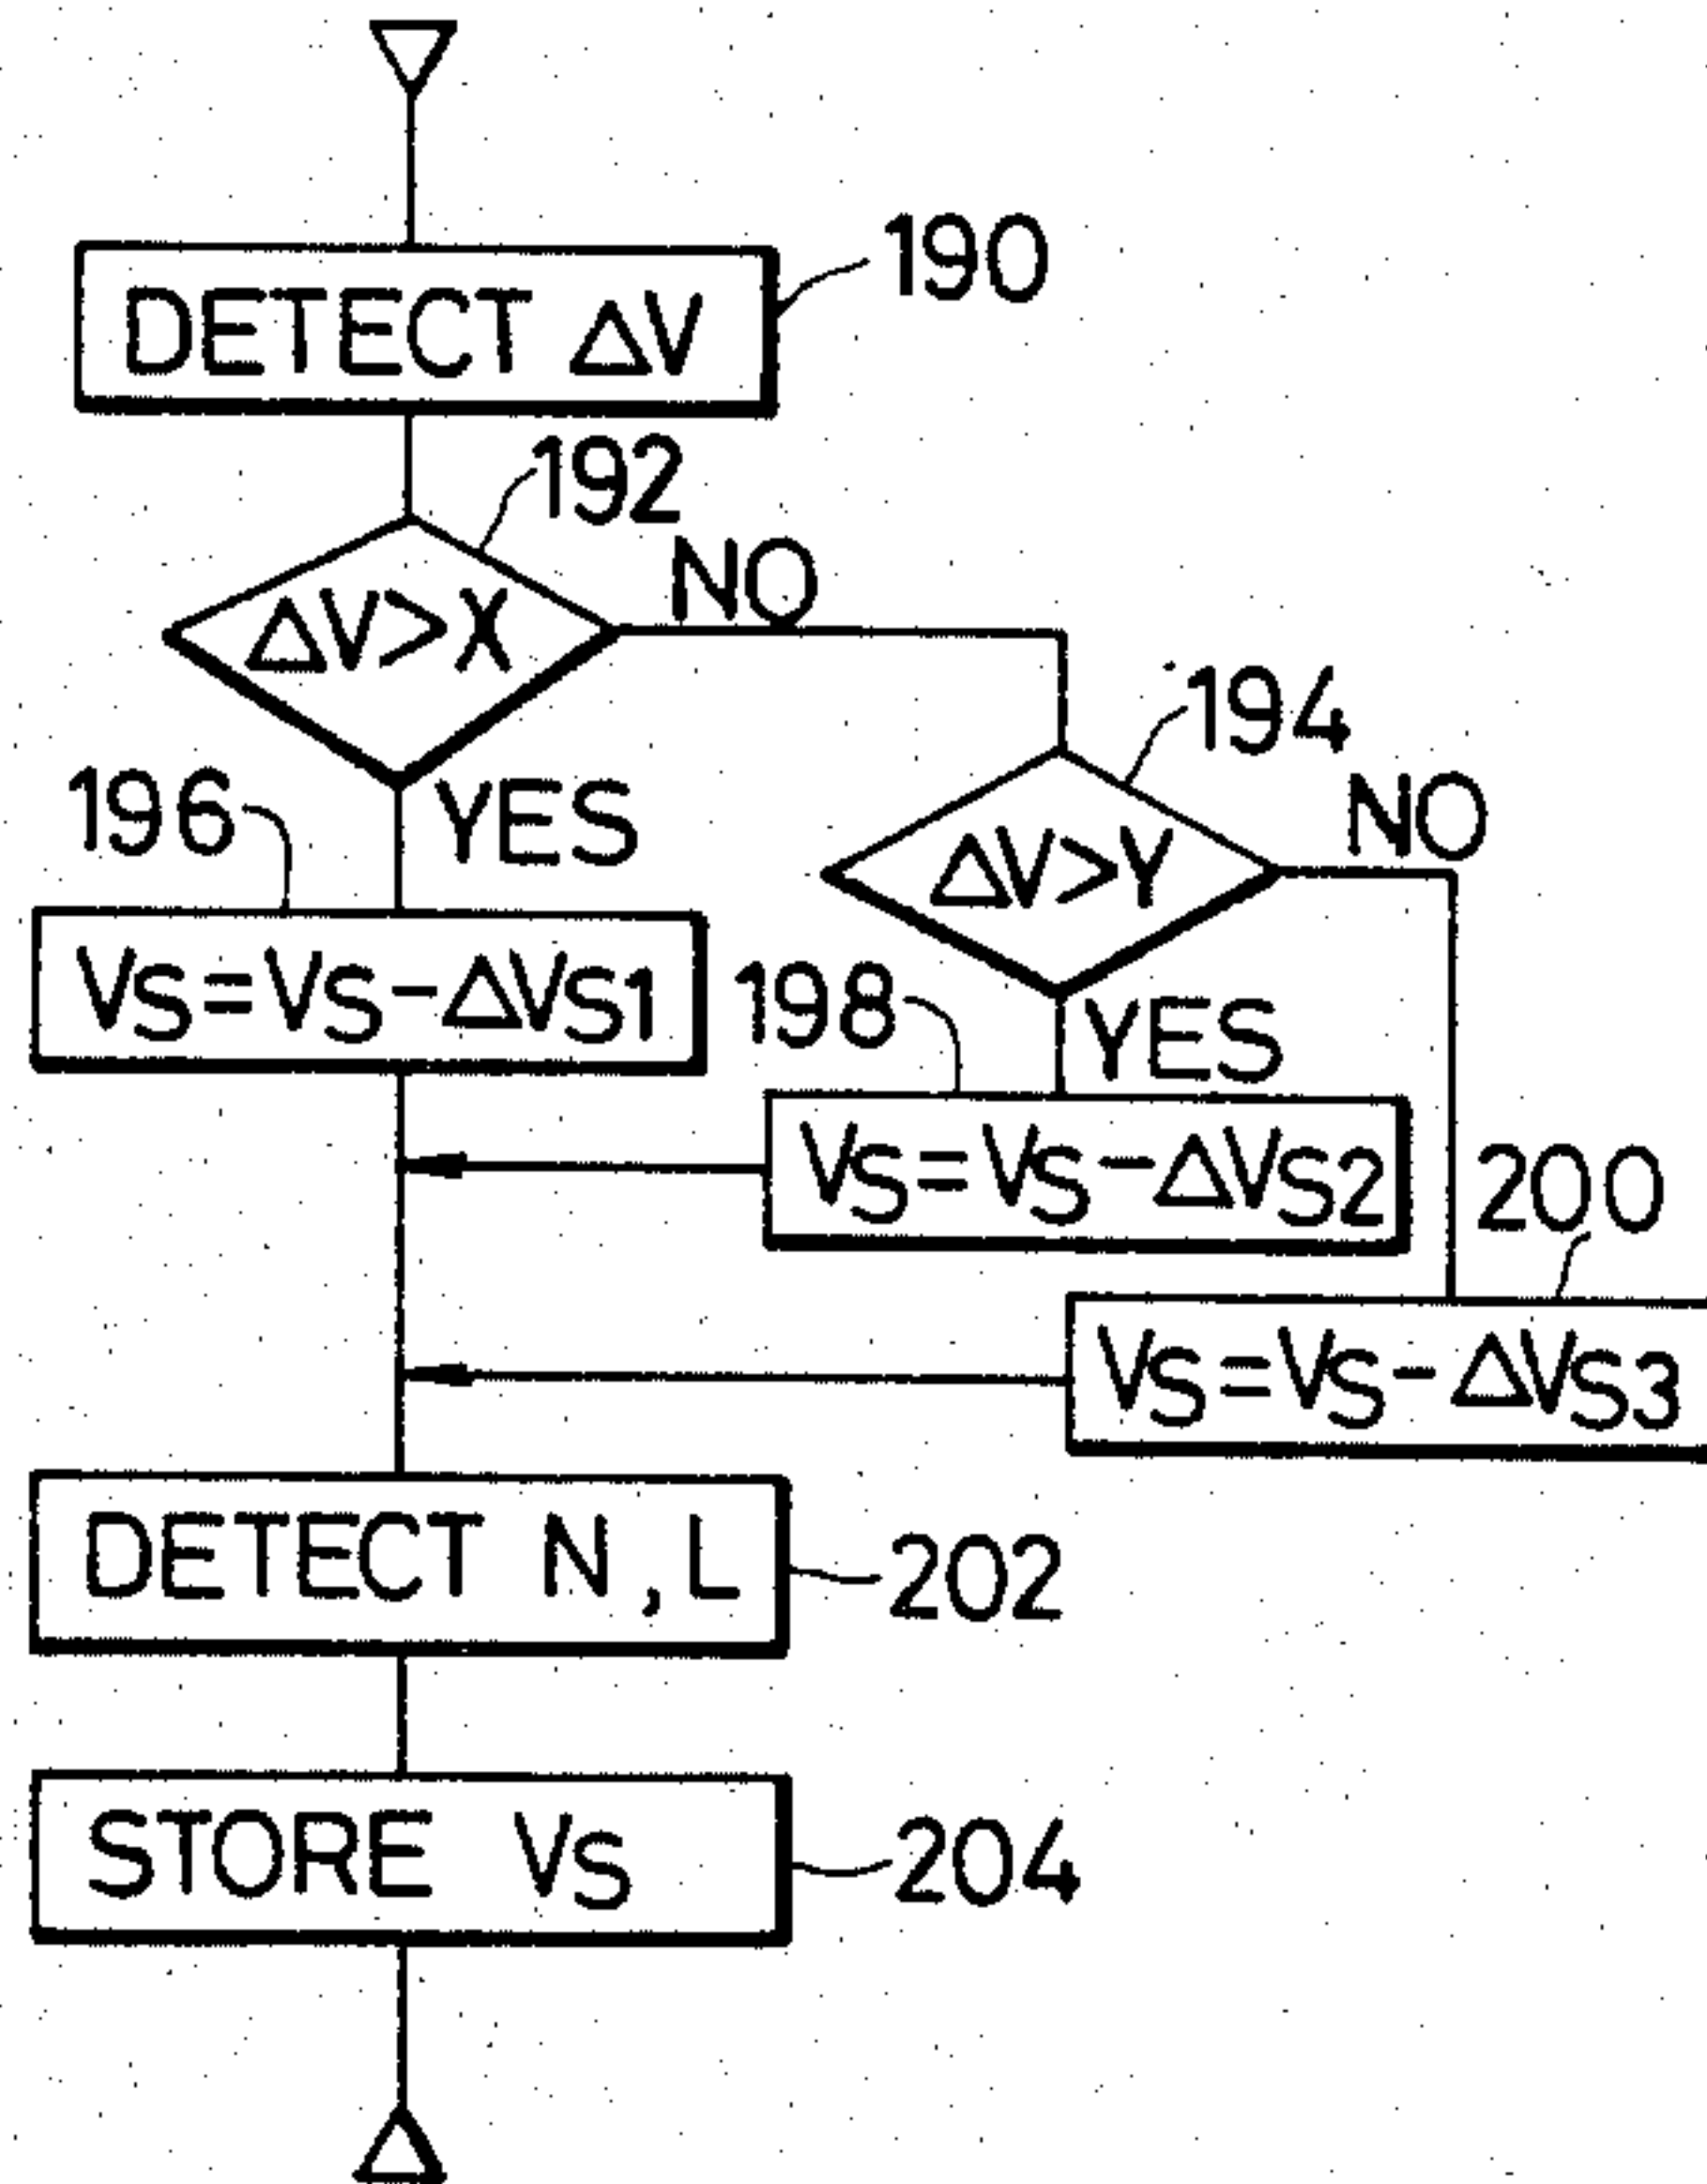 190
DETECT ΔV
192
NO
ΔV>X
194
196
YES
NO
ΔV>Y
VS=VS-ΔVS1
198
YES
VS=VS-ΔVS2
200
VS=VS-ΔVS3
DETECT N,L
202
STORE VS
204